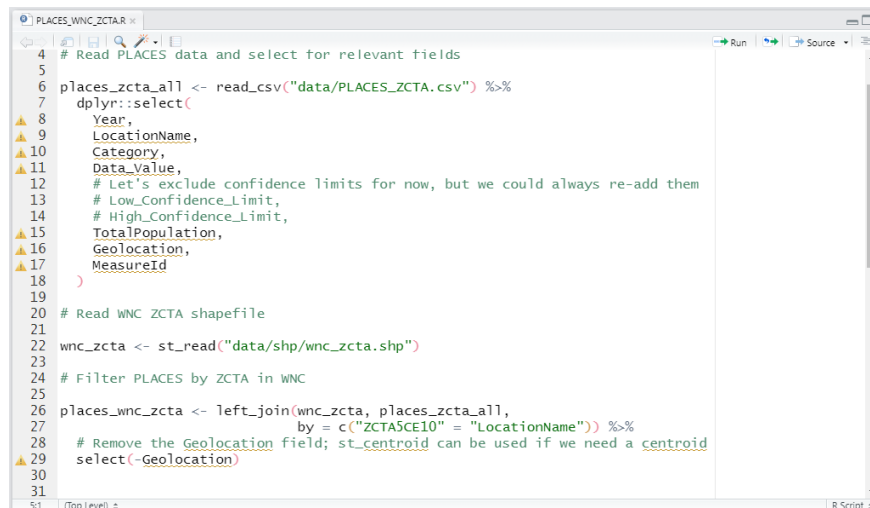 PLACES_WNC_ZCTA.R ×
Run Source
4 # Read PLACES data and select for relevant fields
5
6 places_zcta_all <- read_csv("data/PLACES_ZCTA.csv") %>%
7 dplyr::select(
8 Year,
9 LocationName,
10 Category,
11 Data_Value,
12 # Let's exclude confidence limits for now, but we could always re-add them
13 # Low_Confidence_Limit,
14 # High_Confidence_Limit,
15 TotalPopulation,
16 Geolocation,
17 MeasureId
18 )
19
20 # Read WNC ZCTA shapefile
21
22 wnc_zcta <- st_read("data/shp/wnc_zcta.shp")
23
24 # Filter PLACES by ZCTA in WNC
25
26 places_wnc_zcta <- left_join(wnc_zcta, places_zcta_all,
27 by = c("ZCTA5CE10" = "LocationName")) %>%
28 # Remove the Geolocation field; st_centroid can be used if we need a centroid
29 select(-Geolocation)
30
31
5:1 (Top Level) R Script